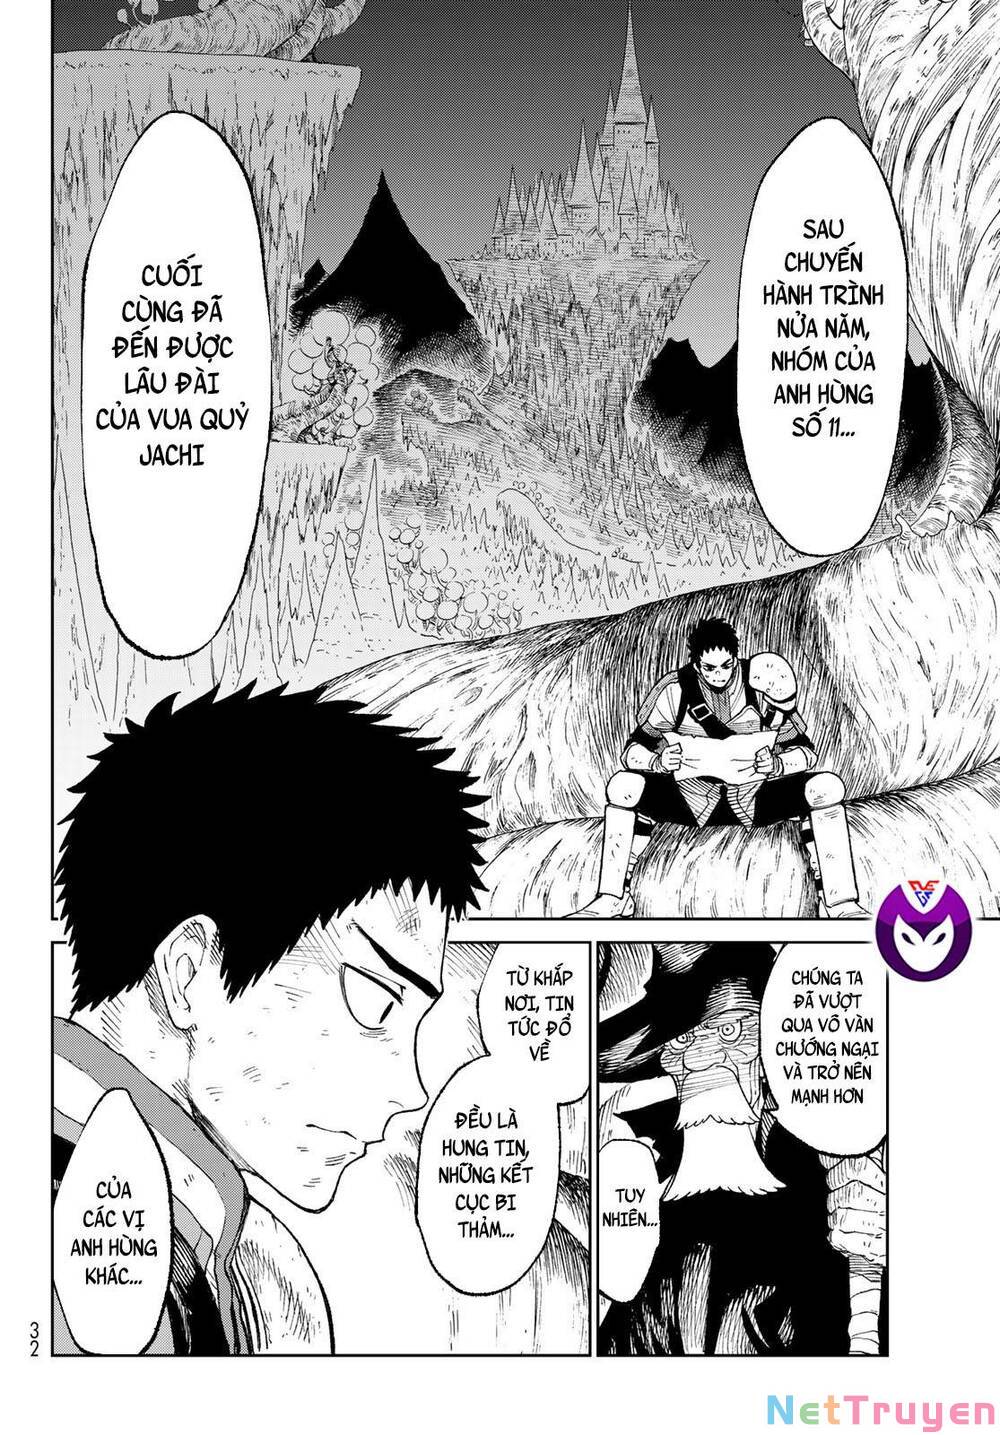 SAU
CHUYẾN
HÀNH TRÌNH
NỬA NĂM,
NHÓM CỦA
ANH HÙNG
SỐ 11...
CUỐI
CÙNG ĐÃ
ĐẾN ĐƯỢC
LÂU ĐÀI
CỦA VUA QUỶ
JACHI
CHÚNG TA
ĐÃ VƯỢT
QUA VÔ VÀN
CHƯỚNG NGẠI
VÀ TRỞ NÊN
MẠNH HƠN
TUY
NHIÊN...
TỪ KHẮP
NƠI, TIN
TỨC ĐỔ
VỀ
ĐỀU LÀ
HUNG TIN,
NHỮNG KẾT
CỤC BI
THẢM...
CỦA
CÁC VỊ
ANH HÙNG
KHÁC...
32
NetTruyen